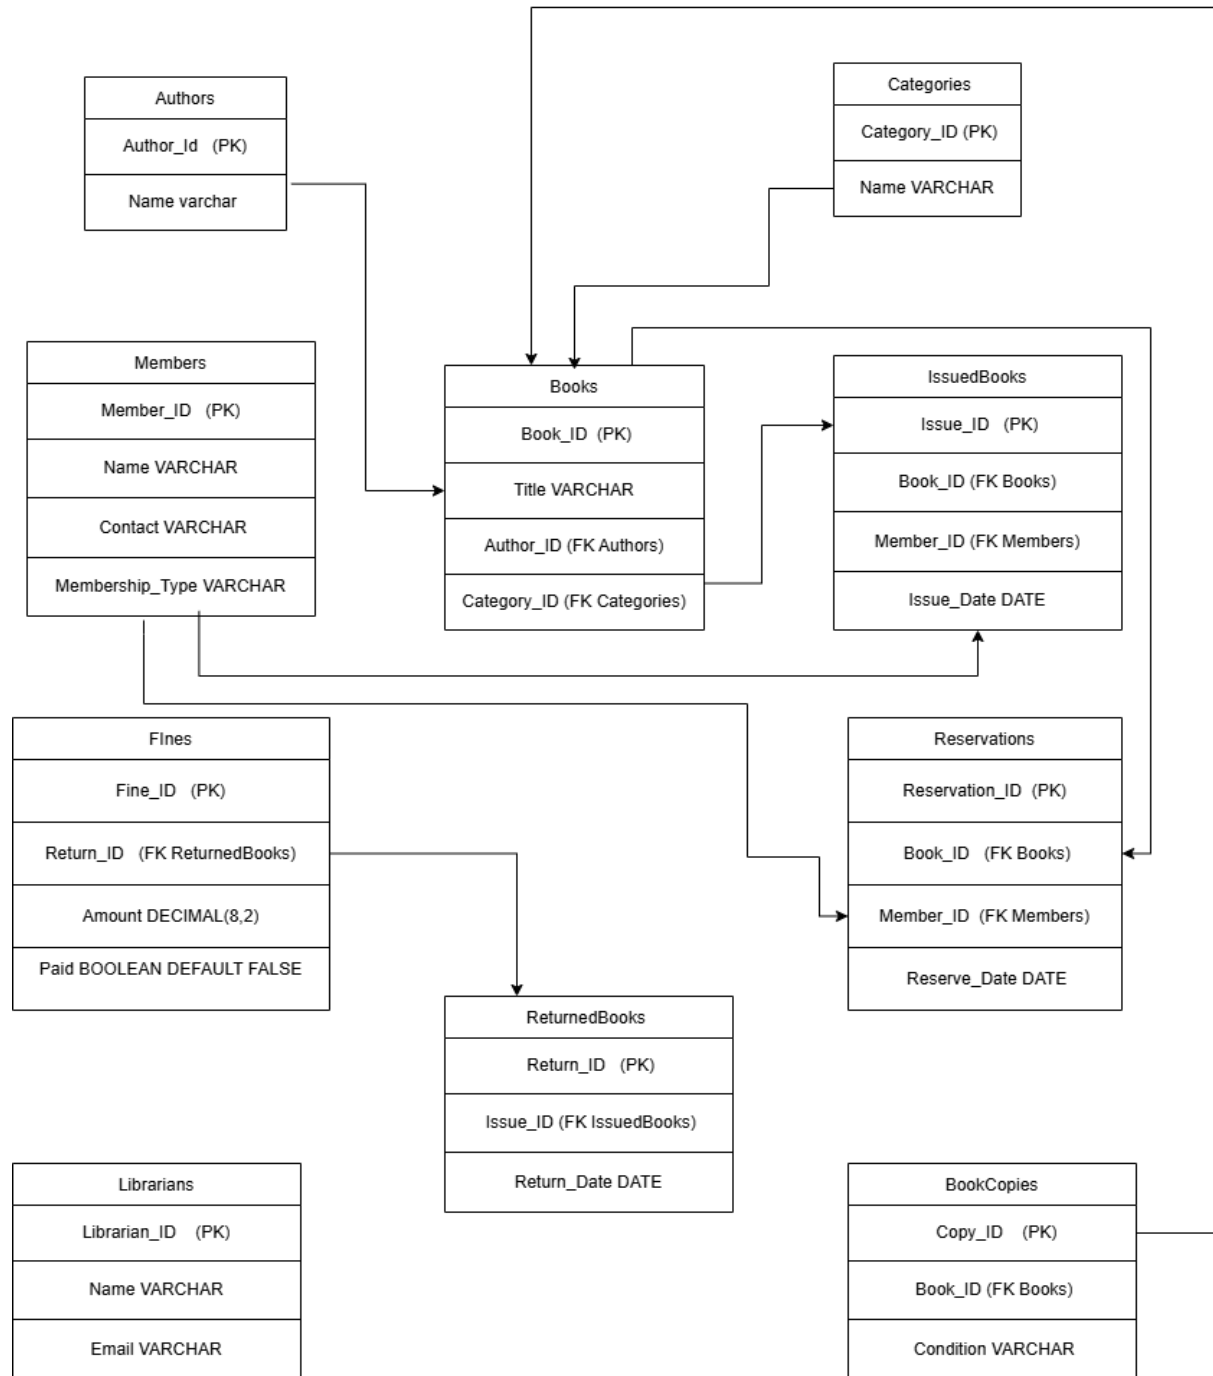 Authors
Author_Id (PK)
Name varchar
Categories
Category_ID (PK)
Name VARCHAR
Members
Member_ID (PK)
Name VARCHAR
Contact VARCHAR
Membership_Type VARCHAR
Books
Book_ID (PK)
Title VARCHAR
Author_ID (FK Authors)
Category_ID (FK Categories)
IssuedBooks
Issue_ID (PK)
Book_ID (FK Books)
Member_ID (FK Members)
Issue_Date DATE
FInes
Fine_ID (PK)
Return_ID (FK ReturnedBooks)
Amount DECIMAL(8,2)
Paid BOOLEAN DEFAULT FALSE
Reservations
Reservation_ID (PK)
Book_ID (FK Books)
Member_ID (FK Members)
Reserve_Date DATE
ReturnedBooks
Return_ID (PK)
Issue_ID (FK IssuedBooks)
Return_Date DATE
Librarians
Librarian_ID (PK)
Name VARCHAR
Email VARCHAR
BookCopies
Copy_ID (PK)
Book_ID (FK Books)
Condition VARCHAR